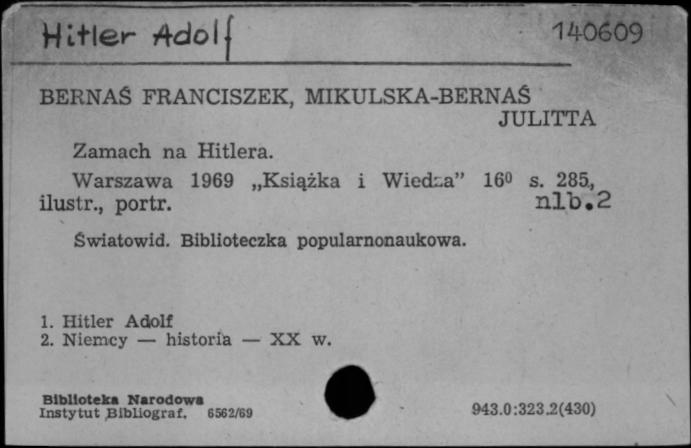 Hitler Adolf 140609
BERNAŚ FRANCISZEK, MIKULSKA-BERNAŚ
JULITTA
Zamach na Hitlera.
Warszawa 1969 „Książka i Wiedza” 16⁰ s. 285,
ilustr., portr. nlb.2
Światowid. Biblioteczka popularnonaukowa.
1. Hitler Adolf
2. Niemcy — historia — XX w.
Biblioteka Narodowa
Instytut Bibliograf. 6562/69 943.0:323.2(430)